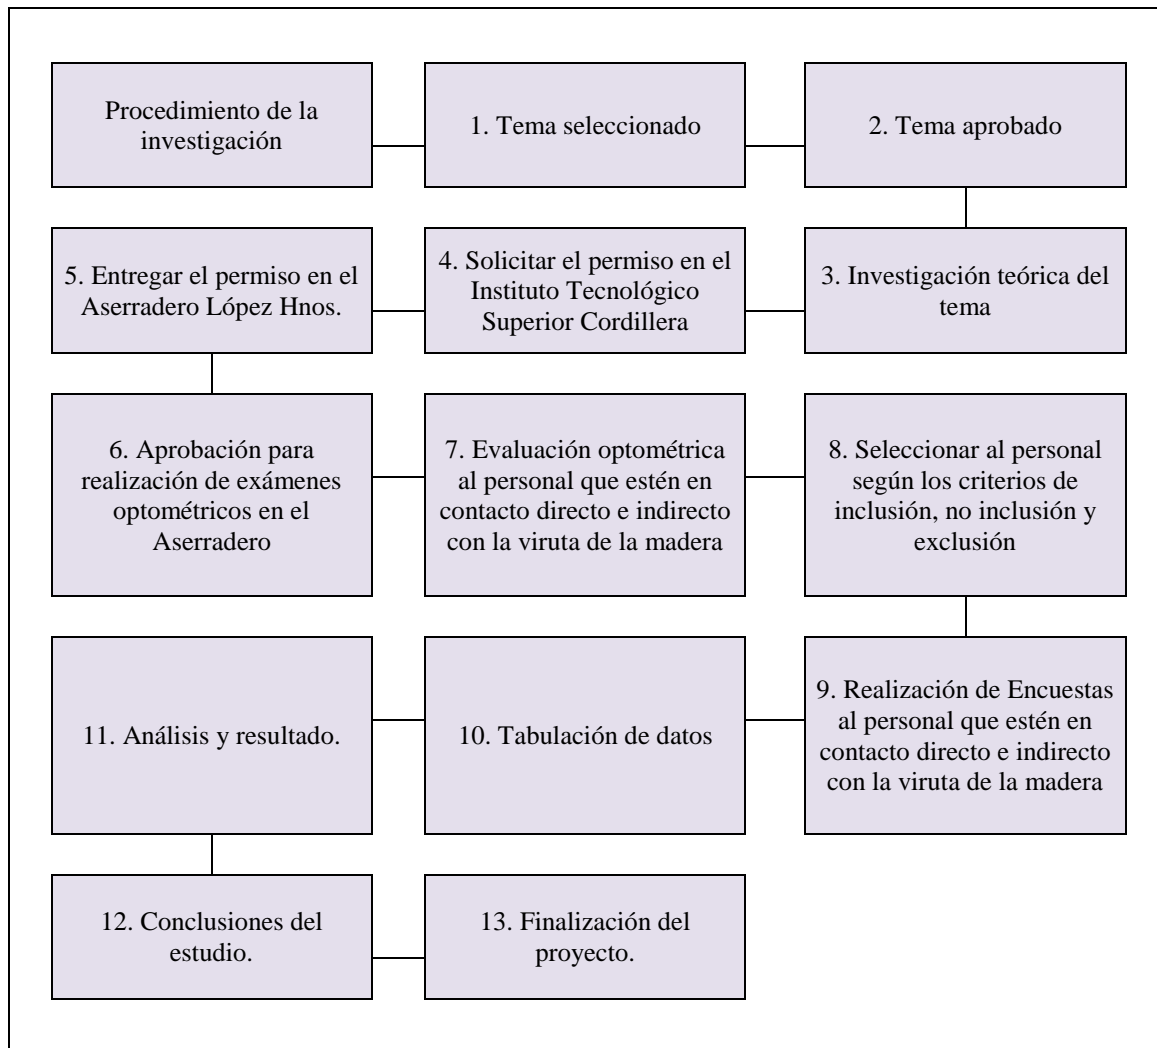 Procedimiento de la
investigación
1. Tema seleccionado
2. Tema aprobado
3. Investigación teórica del
tema
4. Solicitar el permiso en el
Instituto Tecnológico
Superior Cordillera
5. Entregar el permiso en el
Aserradero López Hnos.
6. Aprobación para
realización de exámenes
optométricos en el
Aserradero
7. Evaluación optométrica
al personal que estén en
contacto directo e indirecto
con la viruta de la madera
8. Seleccionar al personal
según los criterios de
inclusión, no inclusión y
exclusión
9. Realización de Encuestas
al personal que estén en
contacto directo e indirecto
con la viruta de la madera
10. Tabulación de datos
11. Análisis y resultado.
12. Conclusiones del
estudio.
13. Finalización del
proyecto.